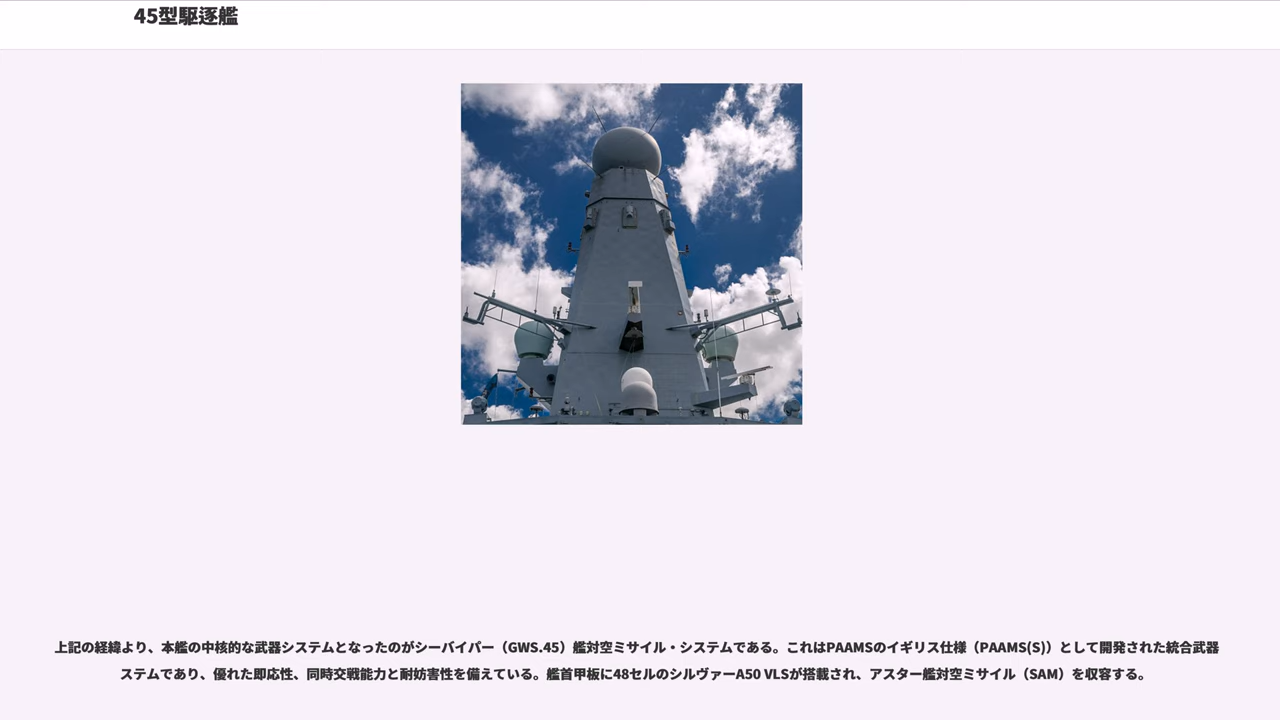 45型駆逐艦
上記の経緯より、本艦の中核的な武器システムとなったのがシーバイパー（GWS.45）艦対空ミサイル・システムである。これはPAAMSのイギリス仕様（PAAMS(S)）として開発された統合武器
ステムであり、優れた即応性、同時交戦能力と耐妨害性を備えている。艦首甲板に48セルのシルヴァーA50 VLSが搭載され、アスター艦対空ミサイル（SAM）を収容する。